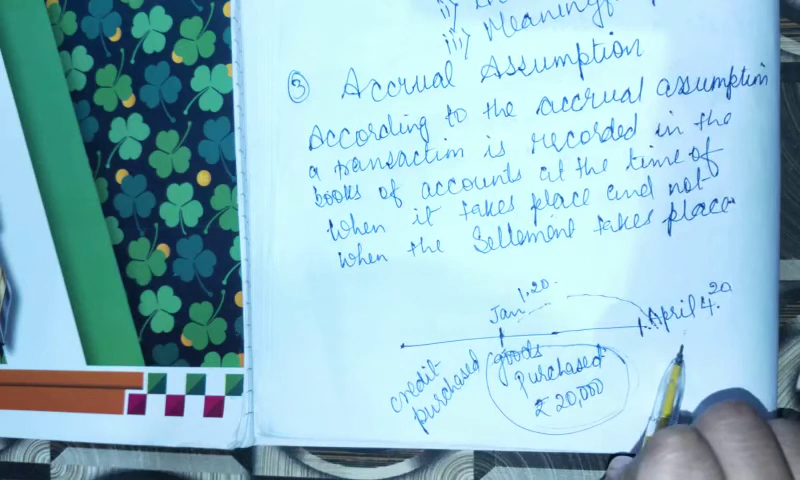 ii)
iii) Meaningf
③ Accrual Assumption
According to the accrual assumption
a transaction is recorded in the
books of accounts at the time of
when it takes place and not
when the settlement takes place
Jan 1.20.
April 4. 20
credit purchased
goods purchased
₹ 20,000